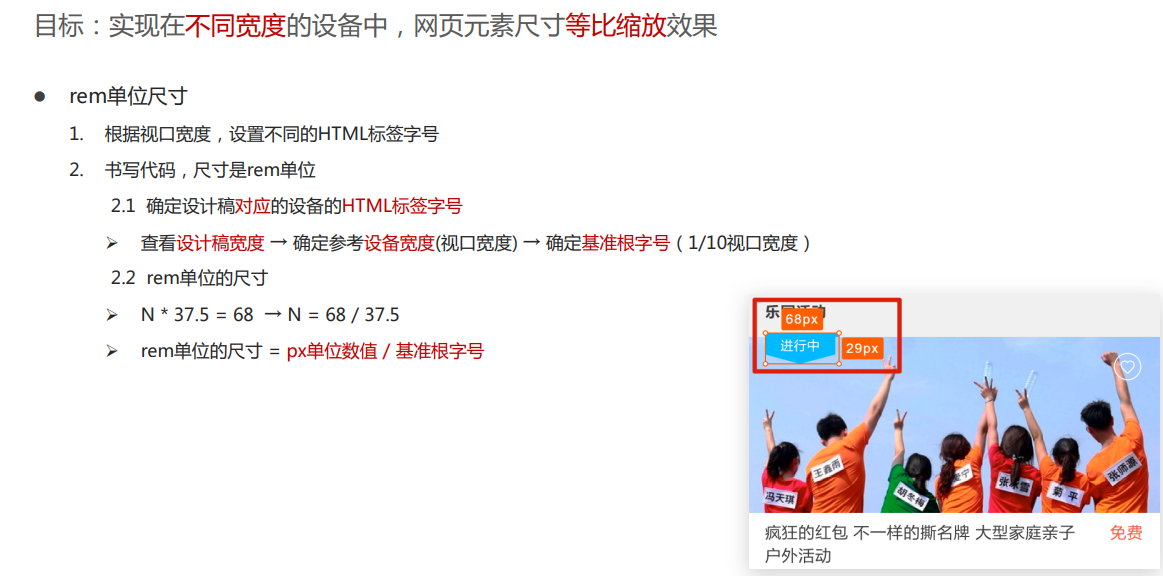 目标：实现在不同宽度的设备中，网页元素尺寸等比缩放效果
● rem单位尺寸
1. 根据视口宽度，设置不同的HTML标签字号
2. 书写代码，尺寸是rem单位
2.1 确定设计稿对应的设备的HTML标签字号
➢ 查看设计稿宽度 → 确定参考设备宽度(视口宽度) → 确定基准根字号（1/10视口宽度）
2.2 rem单位的尺寸
➢ N * 37.5 = 68 → N = 68 / 37.5
➢ rem单位的尺寸 = px单位数值 / 基准根字号
68px
进行中
29px
王鑫雨
冯天琪
胡冬梅
张冰雪
菊平
张师源
疯狂的红包 不一样的撕名牌 大型家庭亲子
户外活动
免费